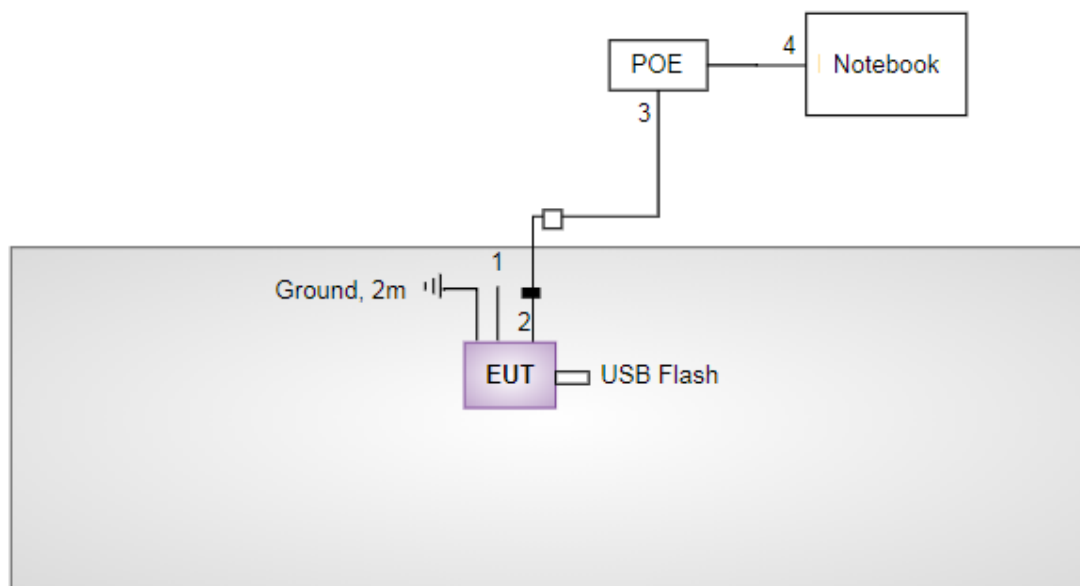 4
POE
Notebook
3
1
Ground, 2m
2
EUT
USB Flash